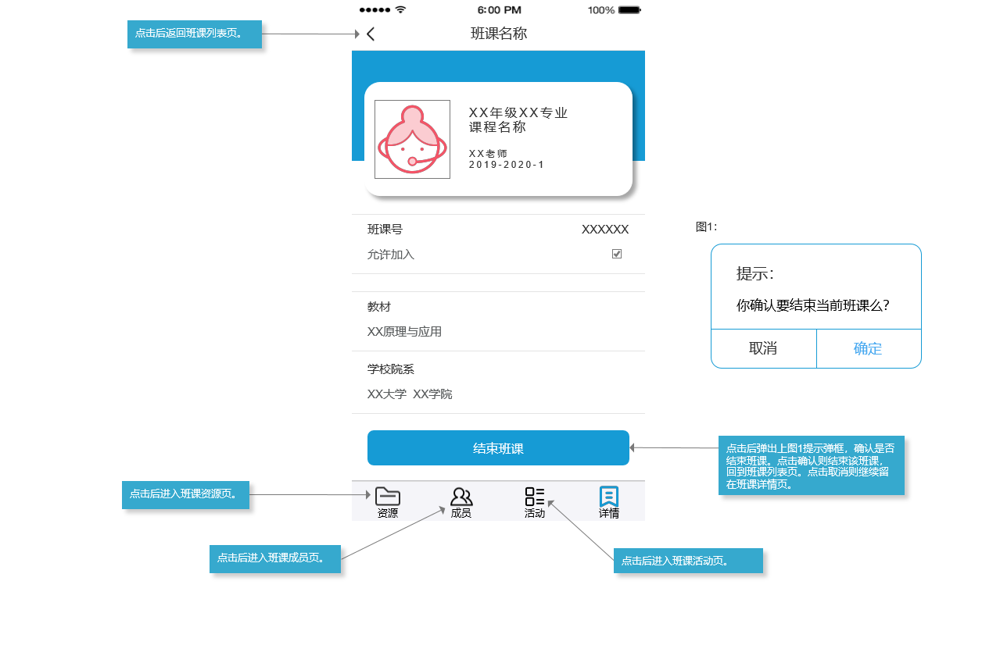 6:00 PM
100%
点击后返回班课列表页。
班课名称
XX年级XX专业
课程名称
XX老师
2019-2020-1
班课号
XXXXXX
允许加入
教材
XX原理与应用
学校院系
XX大学 XX学院
结束班课
图1：
提示：
你确认要结束当前班课么？
取消
确定
点击后弹出上图1提示弹框，确认是否
结束班课。点击确认则结束该班课，
回到班课列表页。点击取消则继续留
在班课详情页。
点击后进入班课资源页。
资源
成员
活动
详情
点击后进入班课成员页。
点击后进入班课活动页。